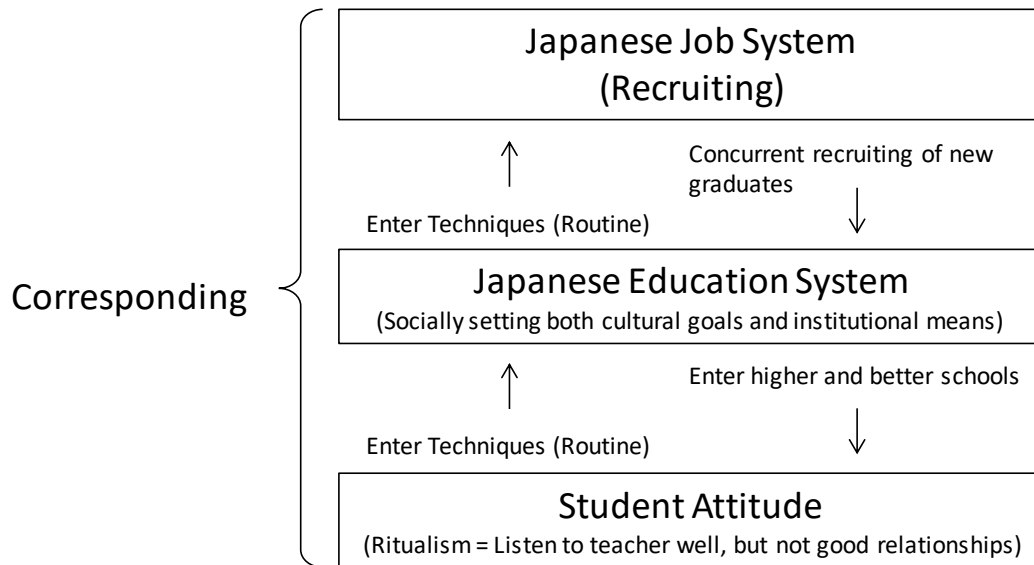 Japanese Job System
(Recruiting)
Concurrent recruiting of new
graduates
Enter Techniques (Routine)
Corresponding
Japanese Education System
(Socially setting both cultural goals and institutional means)
Enter higher and better schools
Enter Techniques (Routine)
Student Attitude
(Ritualism = Listen to teacher well, but not good relationships)